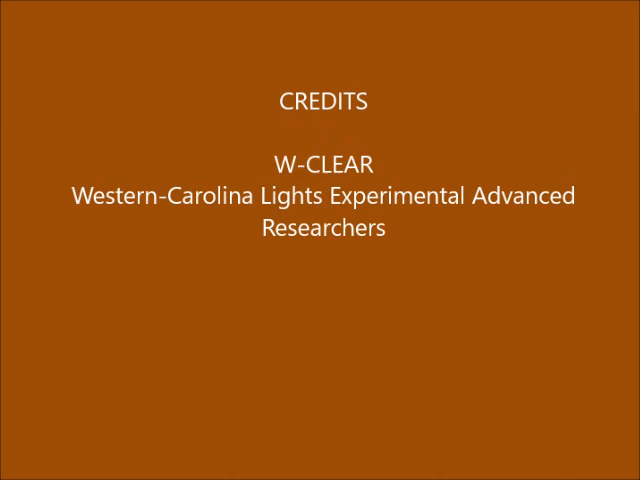 CREDITS
W-CLEAR
Western-Carolina Lights Experimental Advanced
Researchers